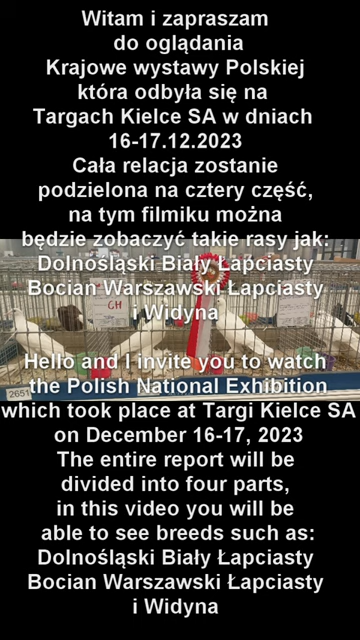 Witam i zapraszam
do oglądania
Krajowe wystawy Polskiej
która odbyła się na
Targach Kielce SA w dniach
16-17.12.2023
Cała relacja zostanie
podzielona na cztery część,
na tym filmiku można
będzie zobaczyć takie rasy jak:
Dolnośląski Biały Łapciasty
Bocian Warszawski Łapciasty
i Widyna
CH
2651
Hello and I invite you to watch
the Polish National Exhibition
which took place at Targi Kielce SA
on December 16-17, 2023
The entire report will be
divided into four parts,
in this video you will be
able to see breeds such as:
Dolnośląski Biały Łapciasty
Bocian Warszawski Łapciasty
i Widyna